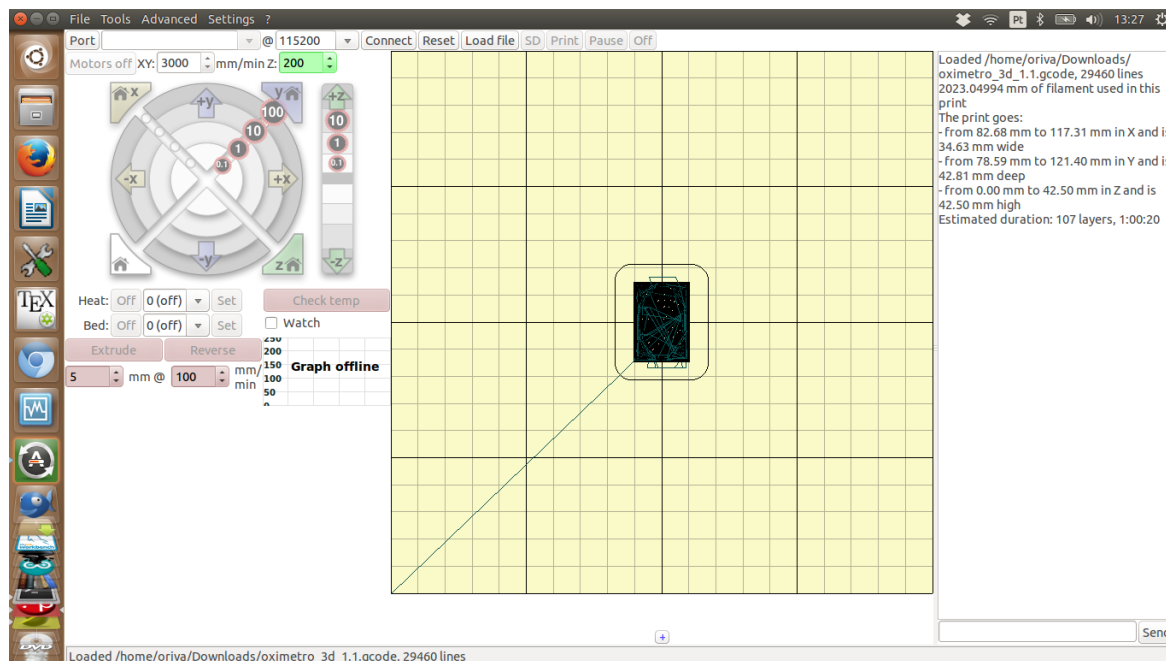 File Tools Advanced Settings ?
Pt 13:27
Port @ 115200 Connect Reset Load file SD Print Pause Off
Motors off XY: 3000 mm/min Z: 200
x y +y 100 10 1 0.1 -x +x -y z
+z 10 1 0.1 -z
Heat: Off 0 (off) Set Check temp
Bed: Off 0 (off) Set Watch
Extrude Reverse
5 mm @ 100 mm/
min
250
200
150 Graph offline
100
50
0
Loaded /home/oriva/Downloads/
oximetro_3d_1.1.gcode, 29460 lines
2023.04994 mm of filament used in this
print
The print goes:
- from 82.68 mm to 117.31 mm in X and is
34.63 mm wide
- from 78.59 mm to 121.40 mm in Y and is
42.81 mm deep
- from 0.00 mm to 42.50 mm in Z and is
42.50 mm high
Estimated duration: 107 layers, 1:00:20
+
Send
TEX
DVD
Loaded /home/oriva/Downloads/oximetro_3d_1.1.gcode, 29460 lines